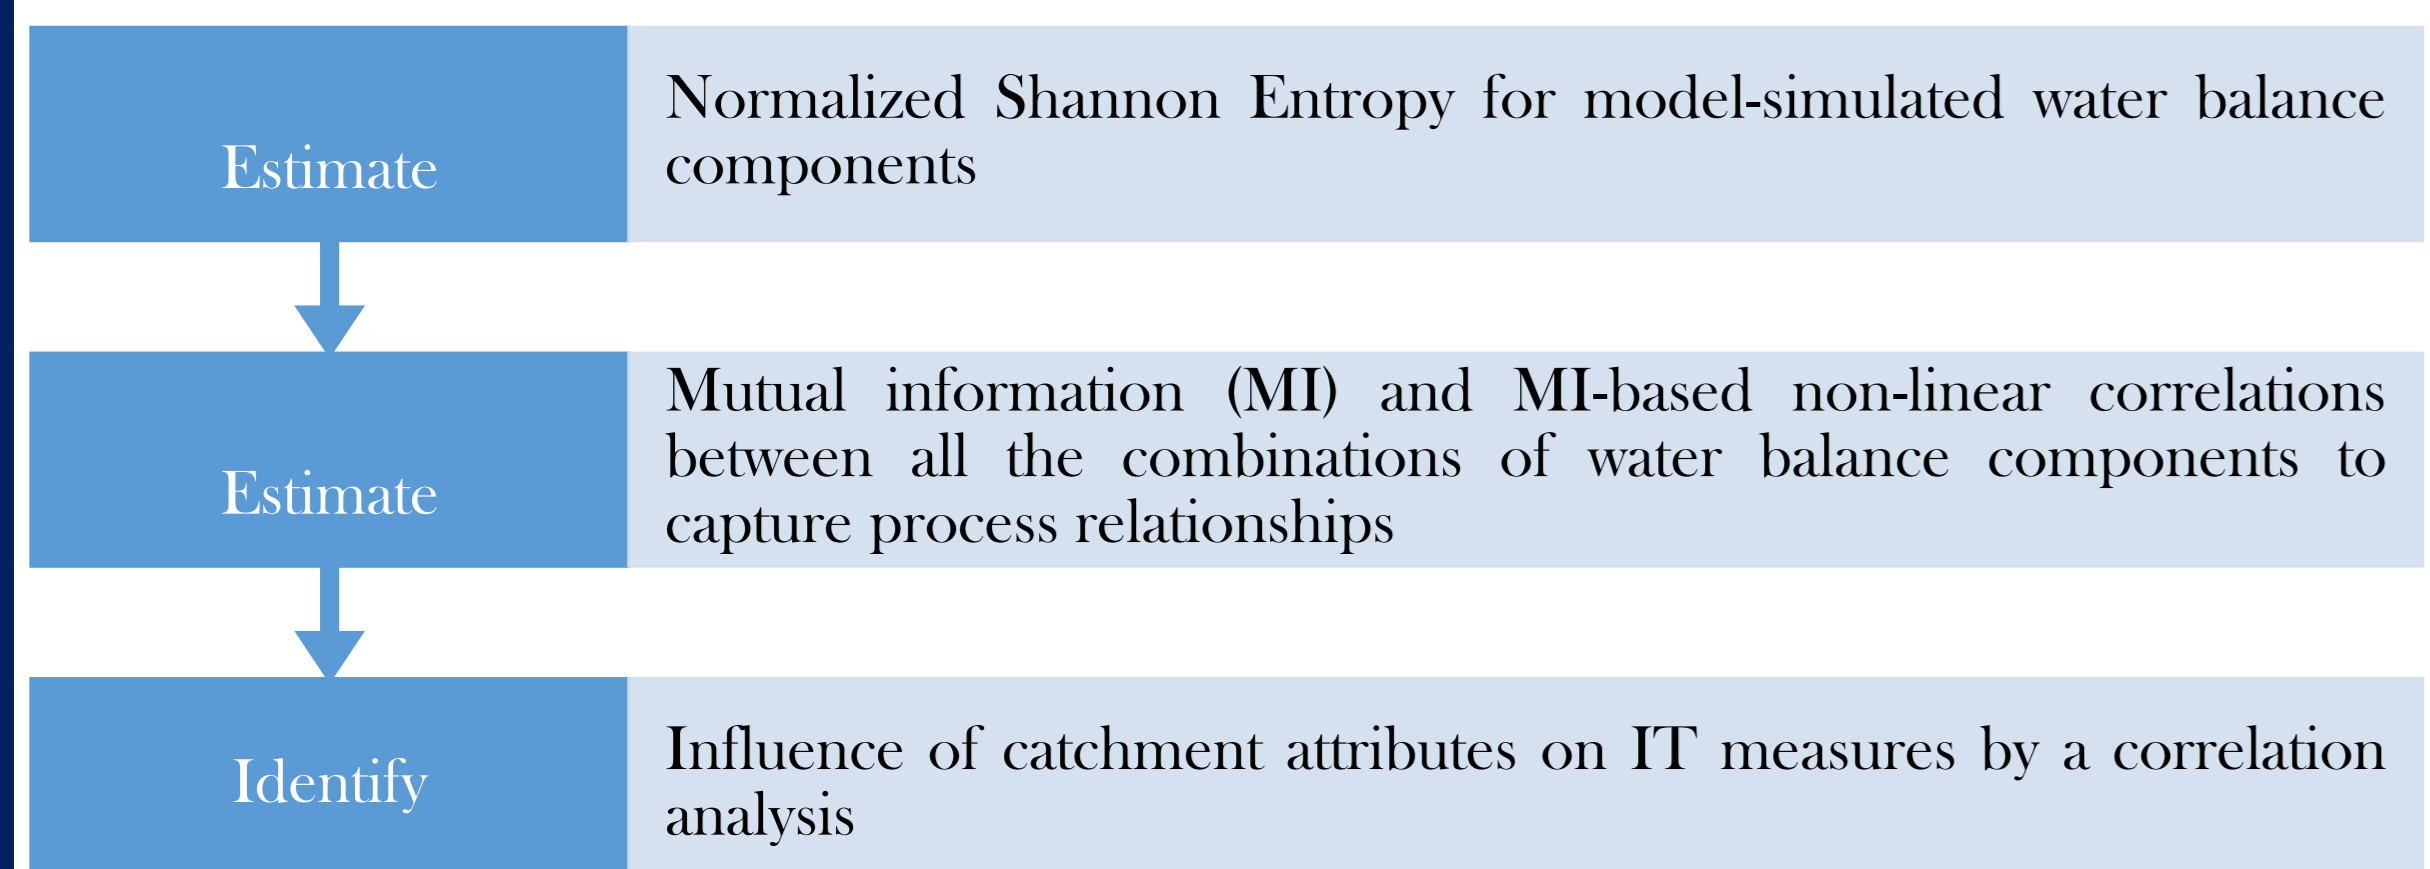 Estimate
Normalized Shannon Entropy for model-simulated water balance
components
Estimate
Mutual information (MI) and MI-based non-linear correlations
between all the combinations of water balance components to
capture process relationships
Identify
Influence of catchment attributes on IT measures by a correlation
analysis